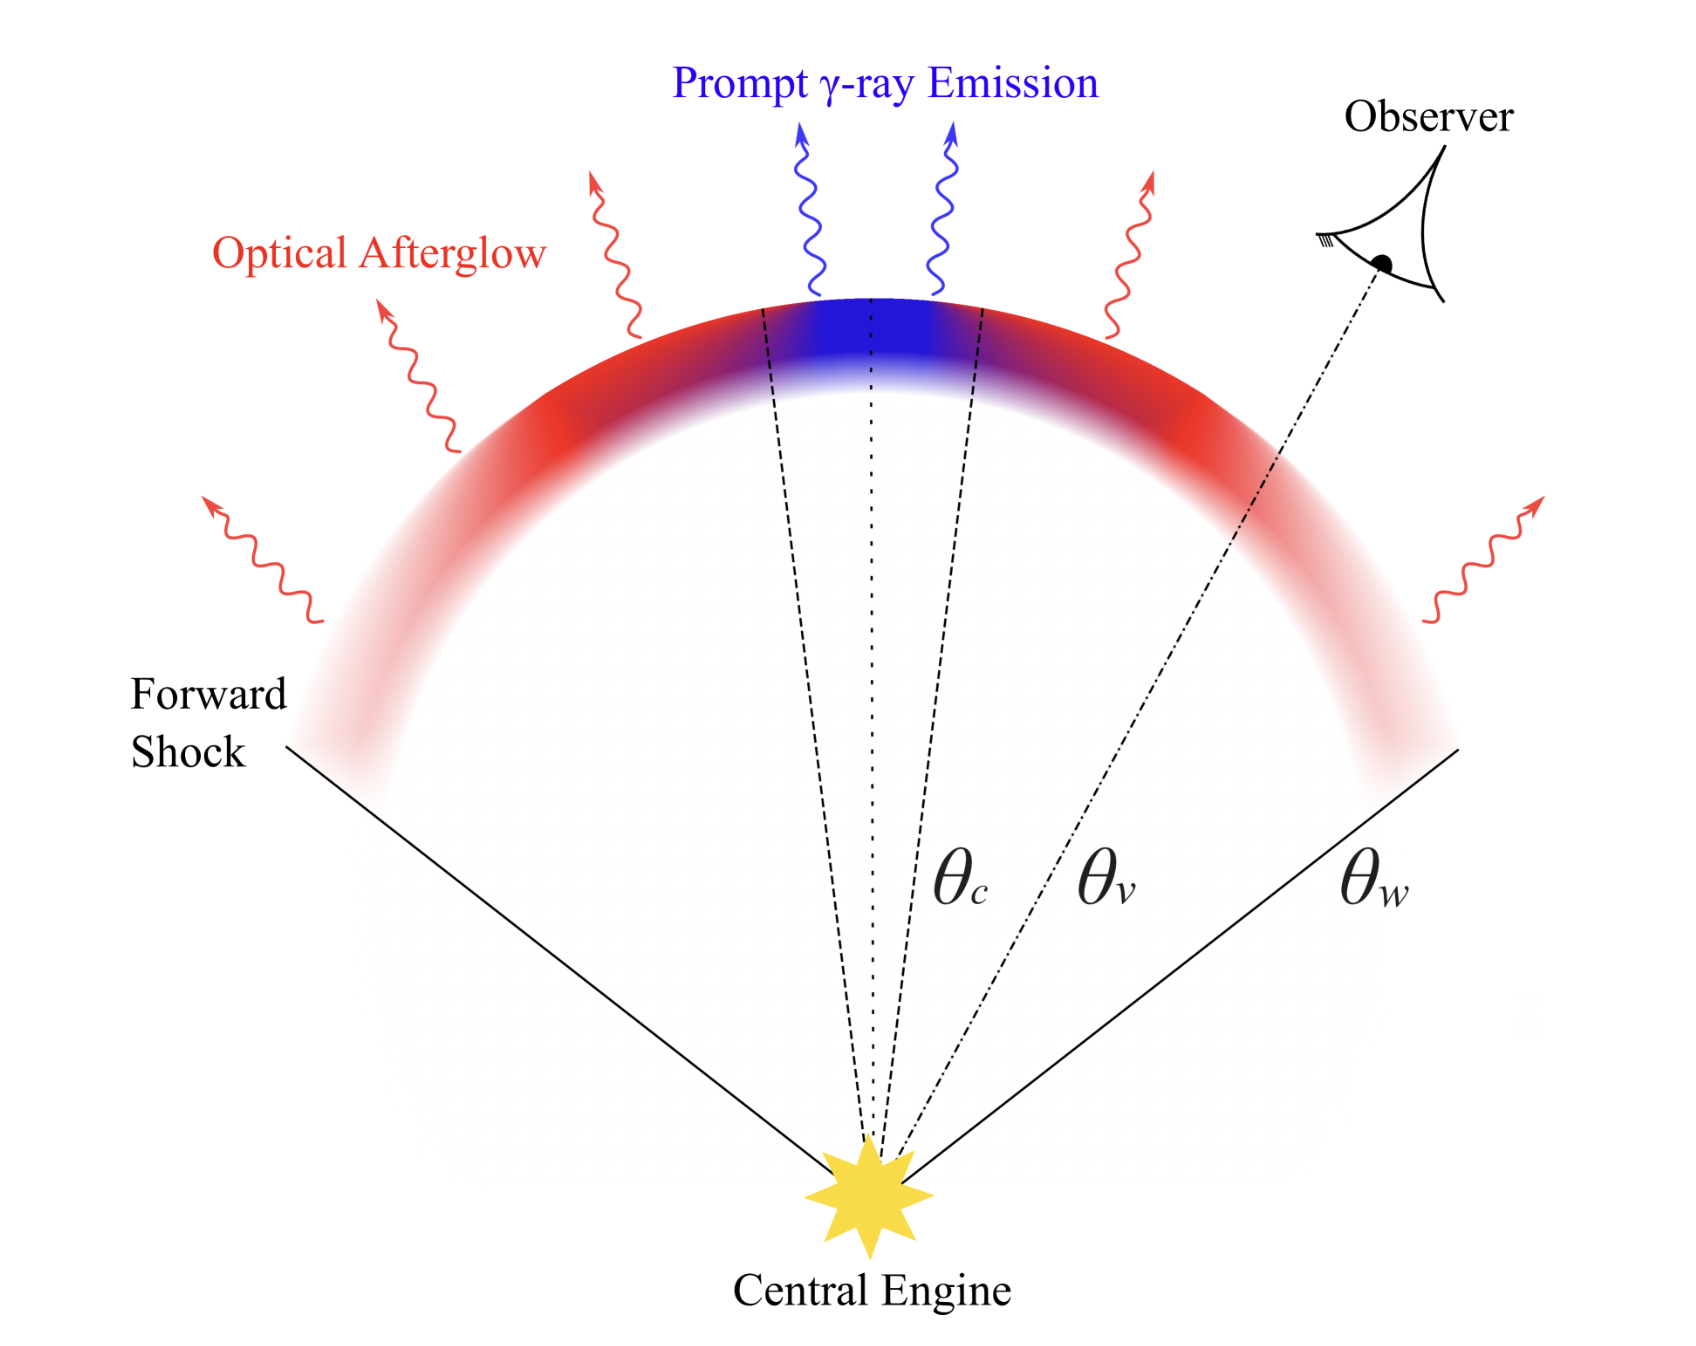 Prompt γ-ray Emission
Observer
Optical Afterglow
Forward
Shock
θc
θv
θw
Central Engine